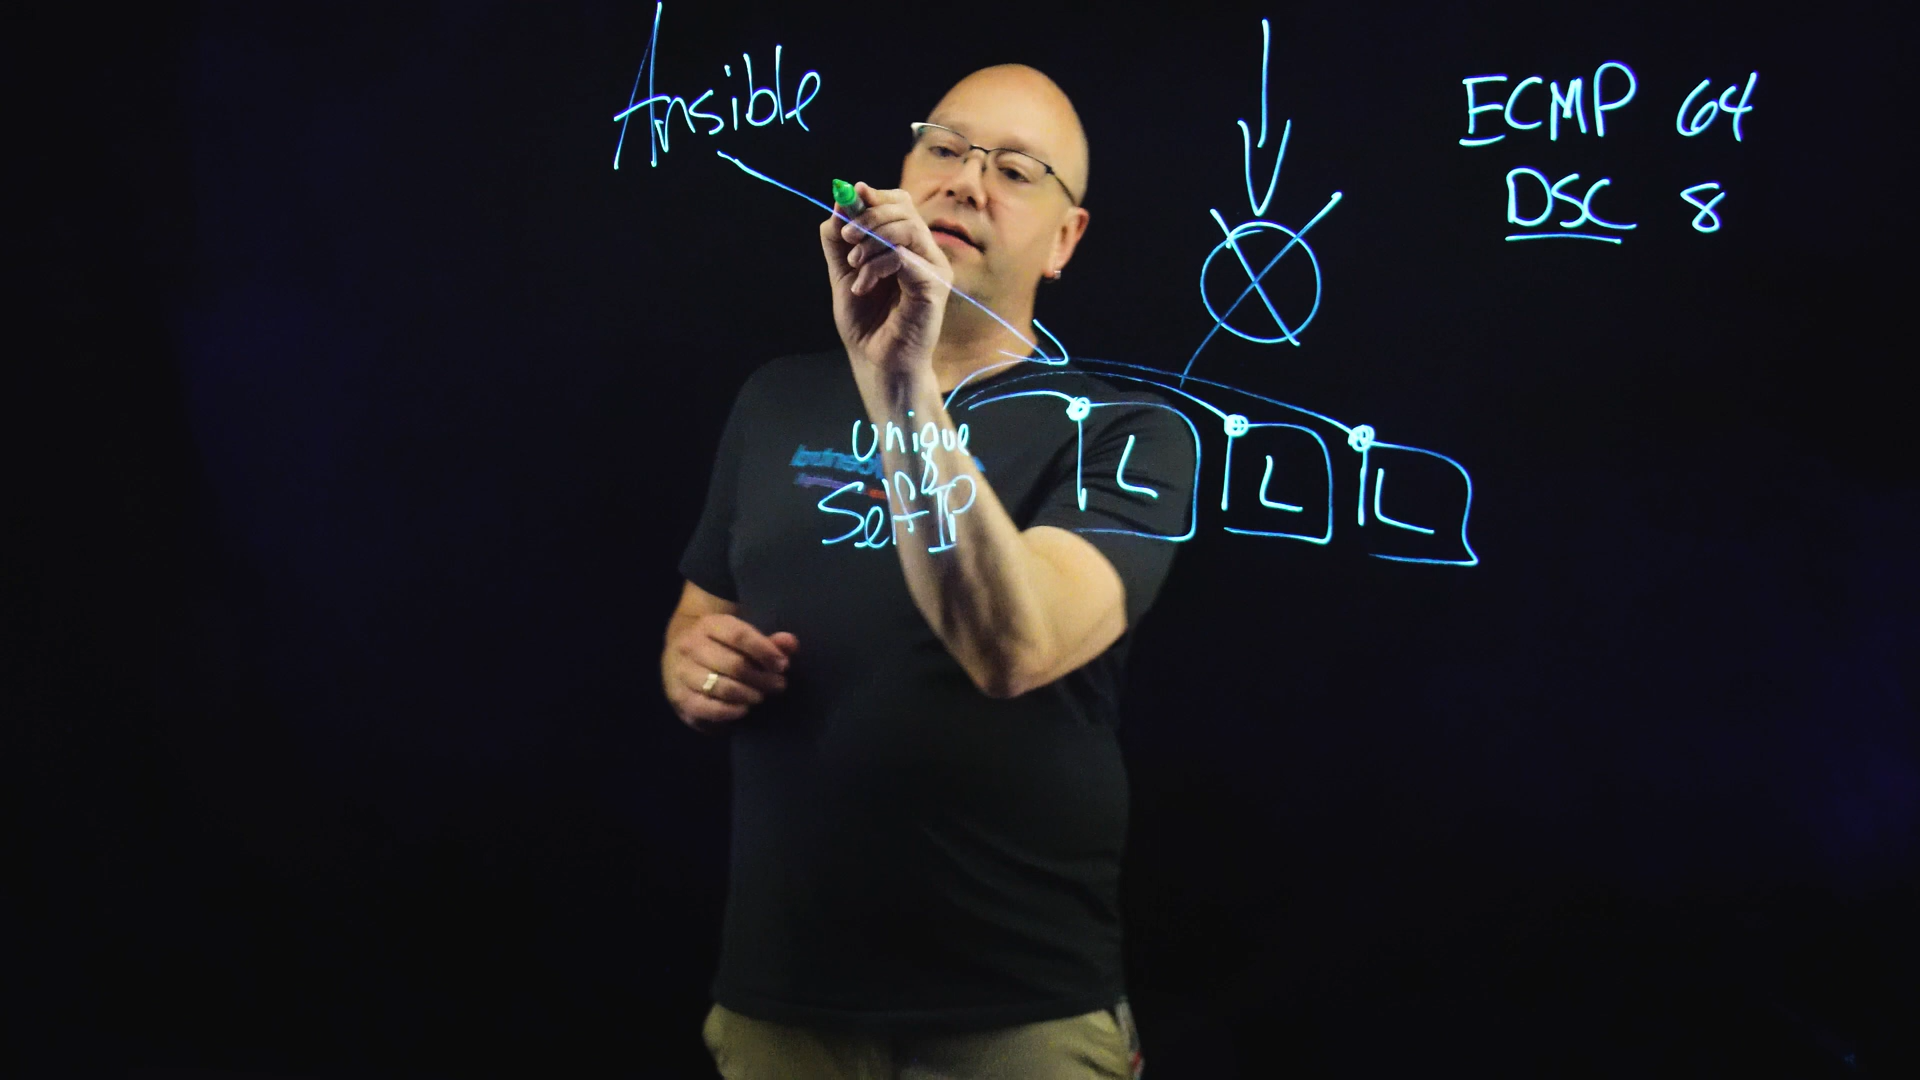 Ansible
ECMP 64
DSC 8
Unique
Self IP
L L L